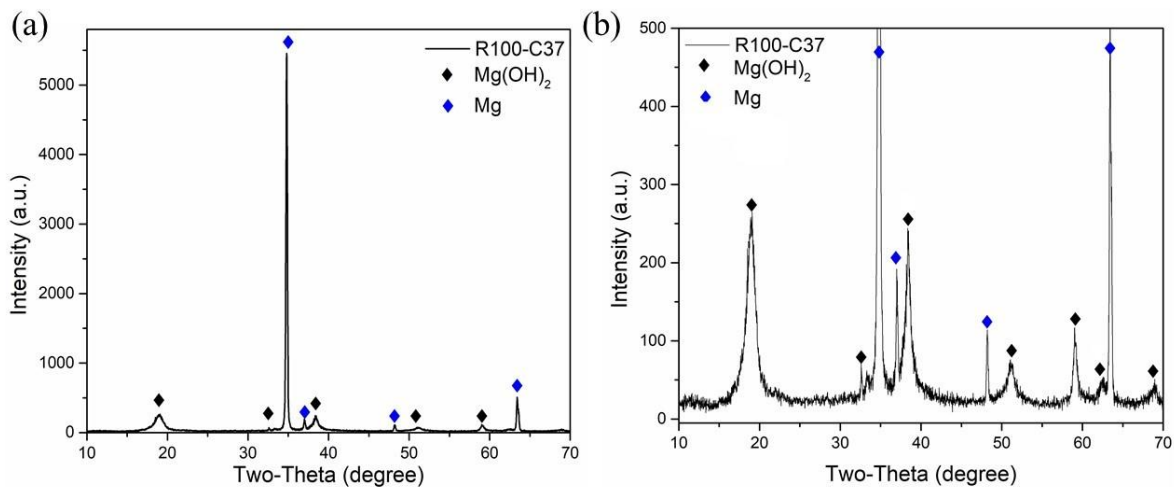 (a)
R100-C37
Mg(OH)2
Mg
5000
4000
3000
2000
1000
0
Intensity (a.u.)
10 20 30 40 50 60 70
Two-Theta (degree)
(b)
R100-C37
Mg(OH)2
Mg
500
400
300
200
100
0
Intensity (a.u.)
10 20 30 40 50 60 70
Two-Theta (degree)